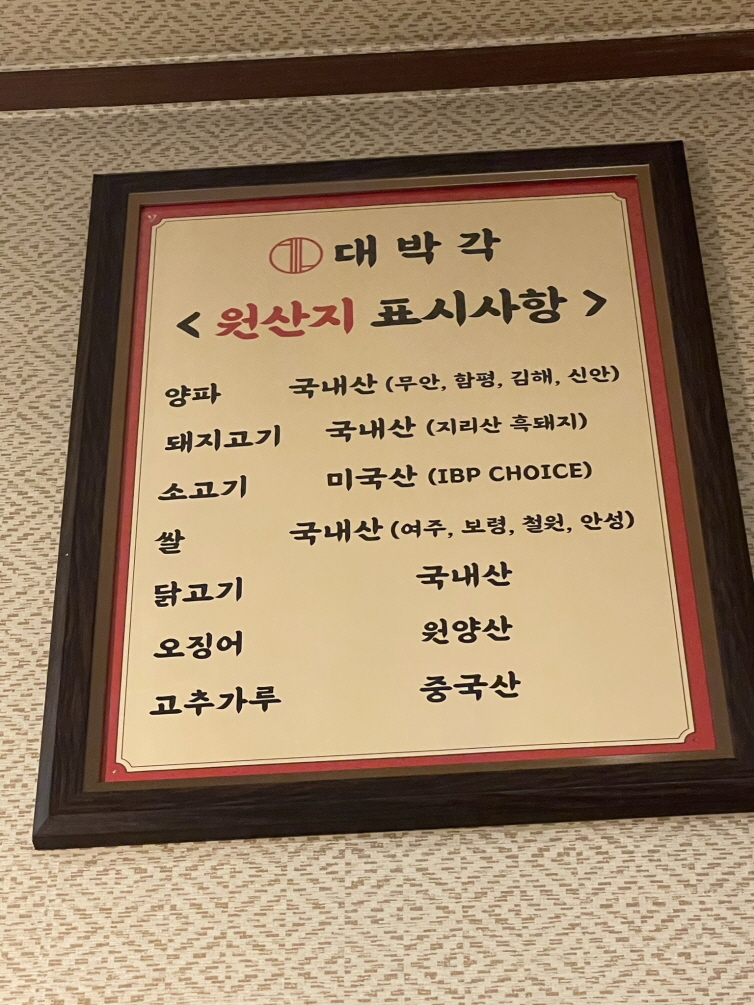 대박각
< 원산지 표시사항 >
양파 국내산 (무안, 함평, 김해, 신안)
돼지고기 국내산 (지리산 흑돼지)
소고기 미국산 (IBP CHOICE)
쌀 국내산 (여주, 보령, 철원, 안성)
닭고기 국내산
오징어 원양산
고추가루 중국산